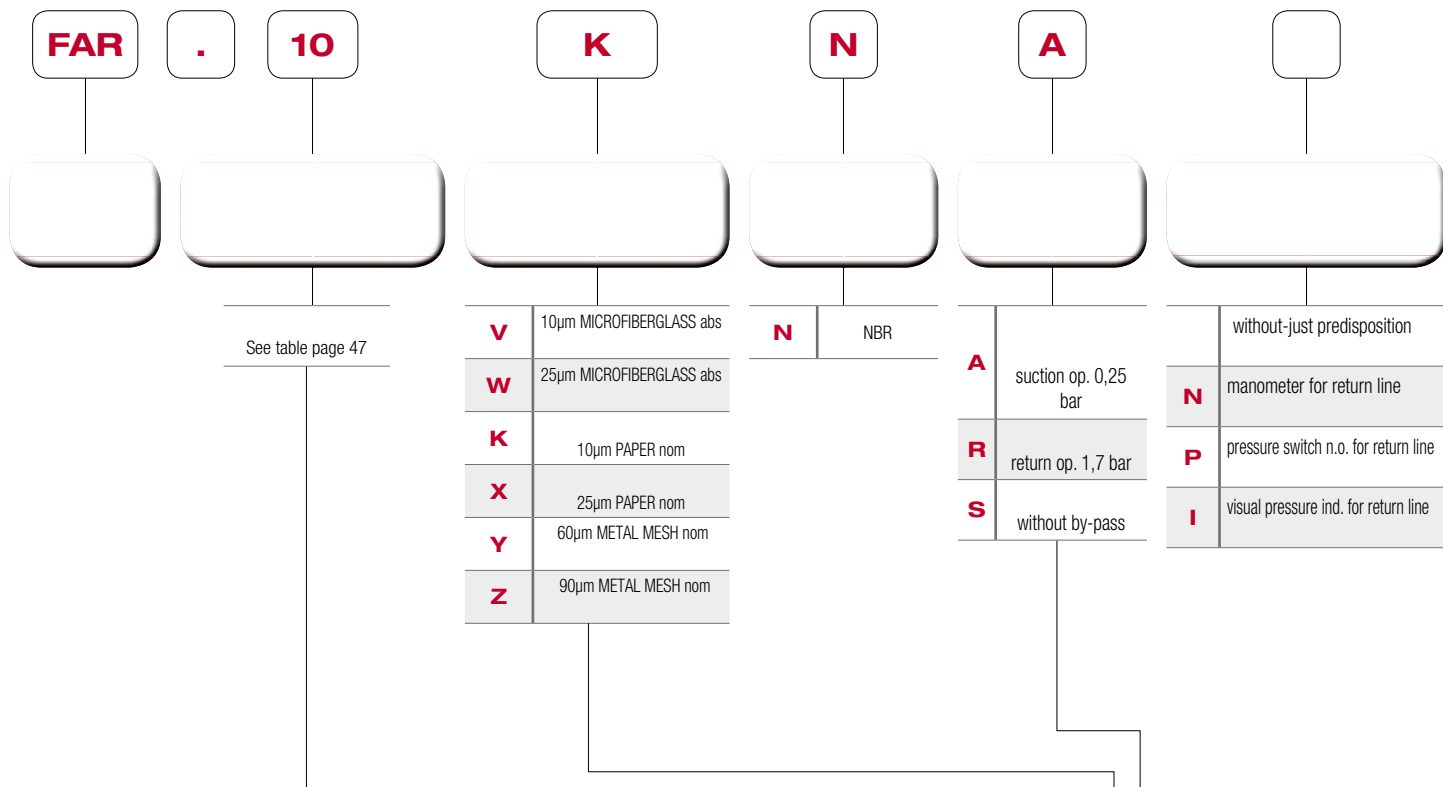 FAR . 10 K N A
See table page 47
V 10µm MICROFIBERGLASS abs
W 25µm MICROFIBERGLASS abs
K 10µm PAPER nom
X 25µm PAPER nom
Y 60µm METAL MESH nom
Z 90µm METAL MESH nom
N NBR
A suction op. 0,25
bar
R return op. 1,7 bar
S without by-pass
without-just predisposition
N manometer for return line
P pressure switch n.o. for return line
I visual pressure ind. for return line